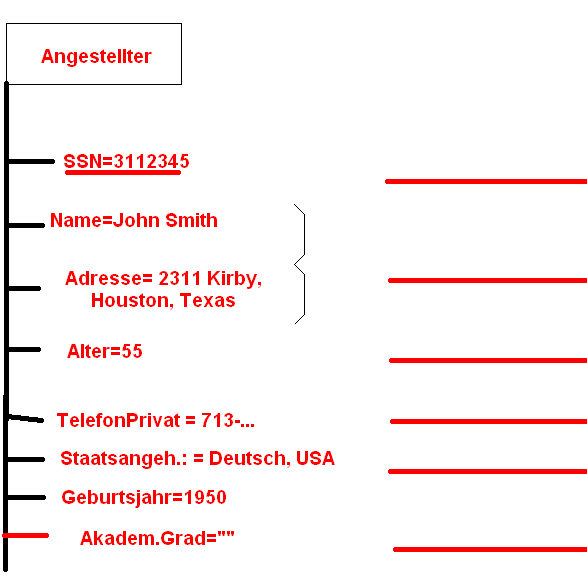 Angestellter
SSN=3112345
Name=John Smith
Adresse= 2311 Kirby,
Houston, Texas
Alter=55
TelefonPrivat = 713-...
Staatsangeh.: = Deutsch, USA
Geburtsjahr=1950
Akadem.Grad=""